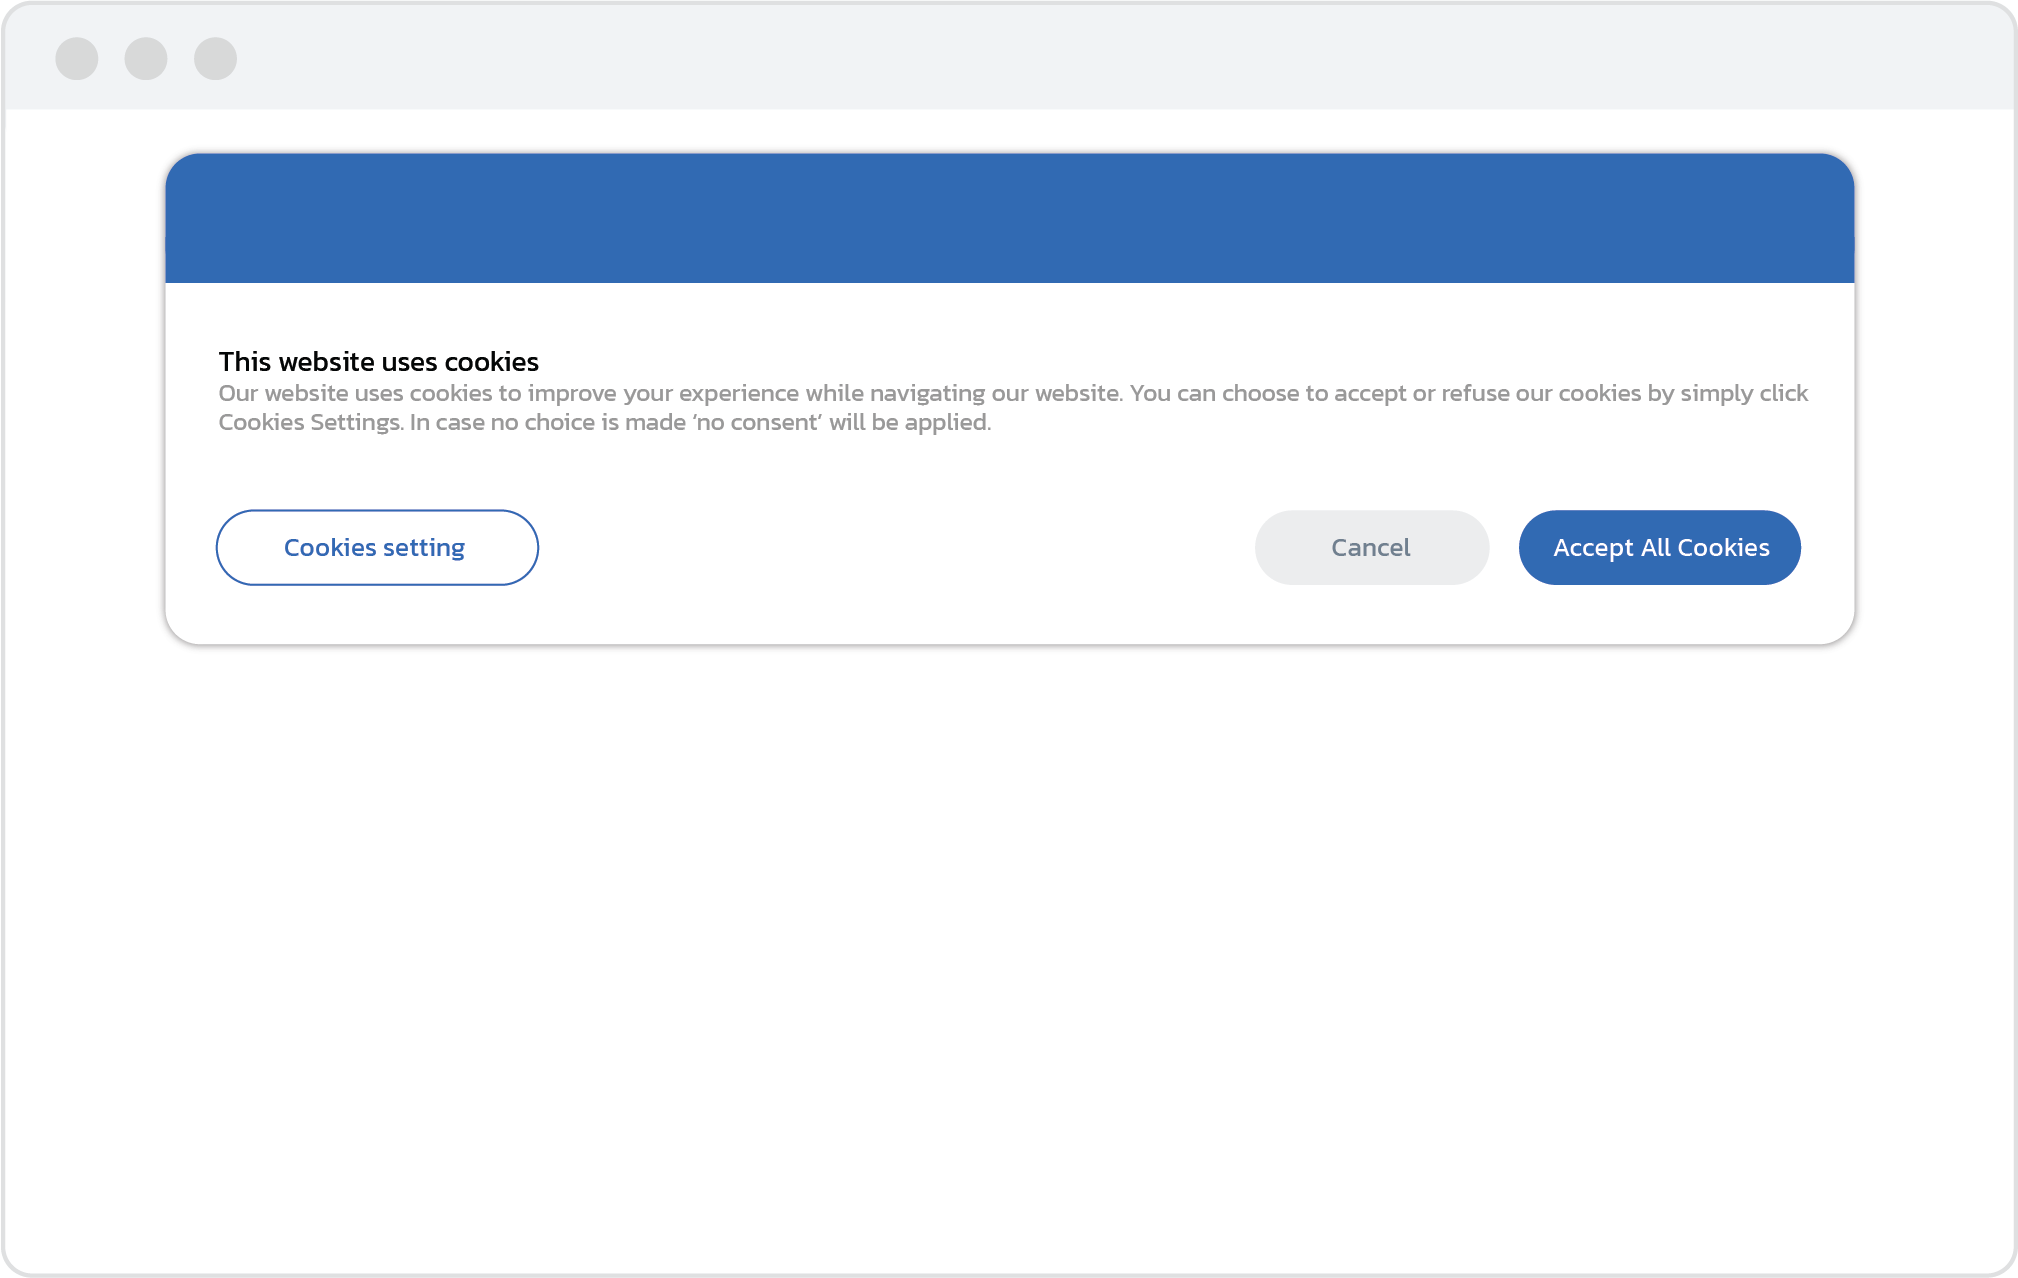 This website uses cookies
Our website uses cookies to improve your experience while navigating our website. You can choose to accept or refuse our cookies by simply click
Cookies Settings. In case no choice is made ‘no consent’ will be applied.
Cookies setting
Cancel
Accept All Cookies